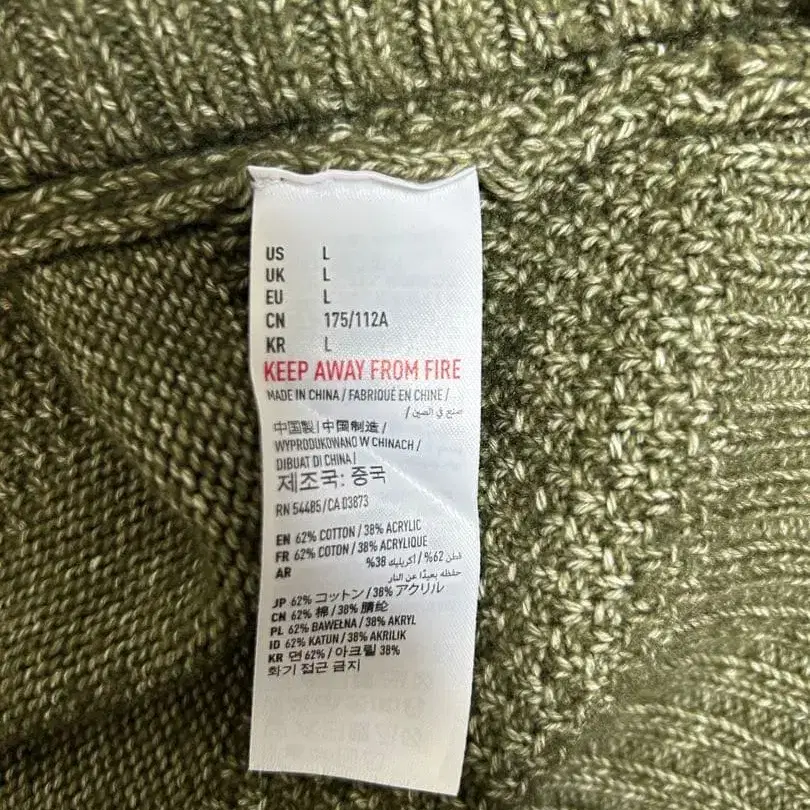 US L
UK L
EU L
CN 175/112A
KR L
KEEP AWAY FROM FIRE
MADE IN CHINA / FABRIQUÉ EN CHINE /
صنع في الصين /
中国製 / 中国制造 /
WYPRODUKOWANO W CHINACH /
DIBUAT DI CHINA /
제조국: 중국
RN 54485 / CA 03873
EN 62% COTTON / 38% ACRYLIC
FR 62% COTON / 38% ACRYLIQUE
AR قطن 62% / أكريليك 38%
حفظه بعيدًا عن النار
JP 62% コットン / 38% アクリル
CN 62% 棉 / 38% 腈纶
PL 62% BAWEŁNA / 38% AKRYL
ID 62% KATUN / 38% AKRILIK
KR 면 62% / 아크릴 38%
화기 접근 금지